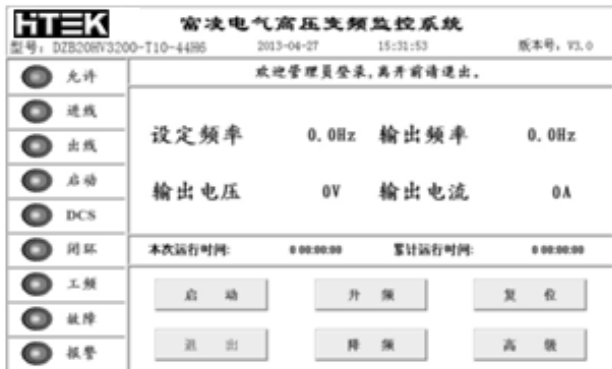 HTEK 富凌电气高压变频监控系统
型号: DZB20HV3200-T10-44H6 2013-04-27 15:31:53 版本号: V3.0
欢迎管理员登录,离开前请退出.
允许
进线
出线
启动
DCS
闭环
工频
故障
报警
设定频率 0.0Hz 输出频率 0.0Hz
输出电压 0V 输出电流 0A
本次运行时间: 0 00:00:00 累计运行时间: 0 00:00:00
启 动 升 频 复 位
退 出 降 频 高 级